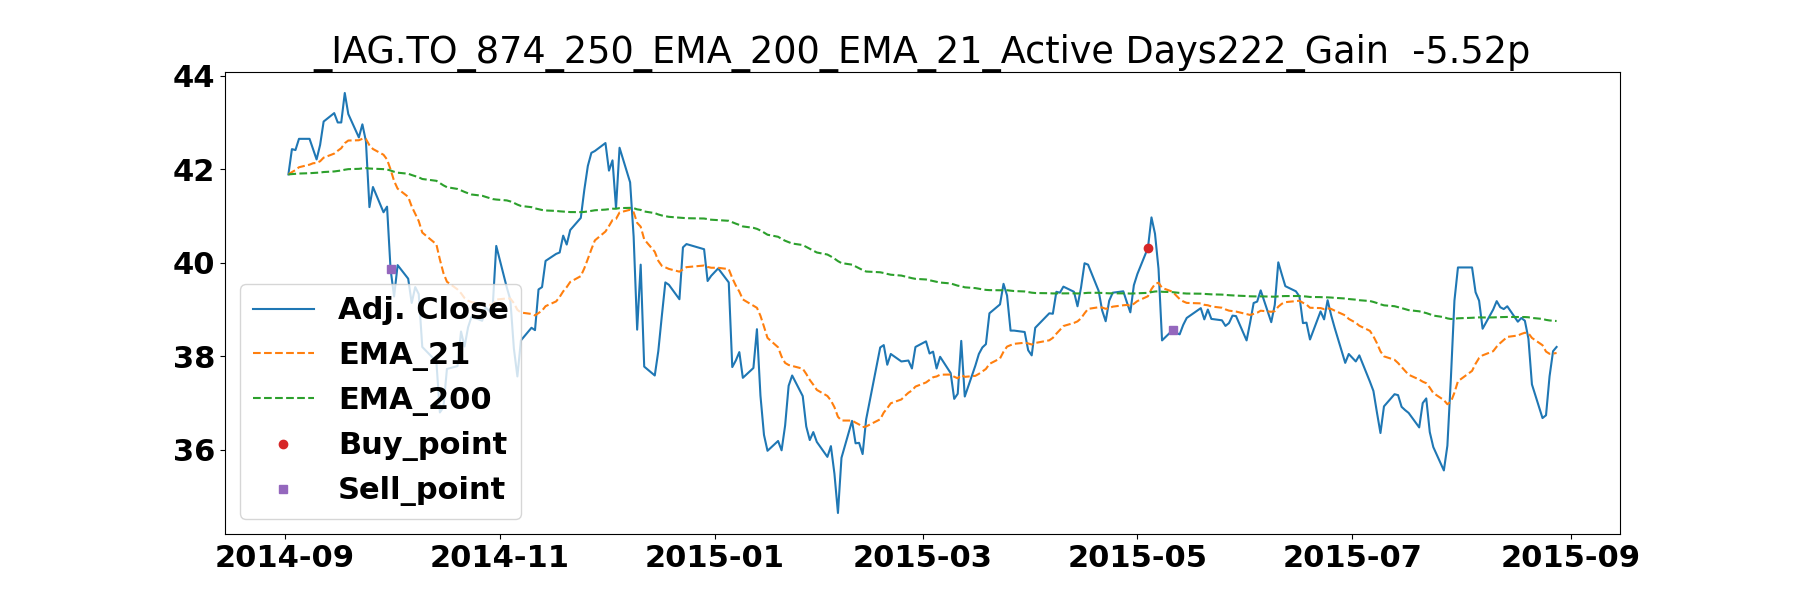 _IAG.TO_874_250_EMA_200_EMA_21_Active Days222_Gain  -5.52p
44
42
40
38
36
Adj. Close
EMA_21
EMA_200
Buy_point
Sell_point
2014-09 2014-11 2015-01 2015-03 2015-05 2015-07 2015-09